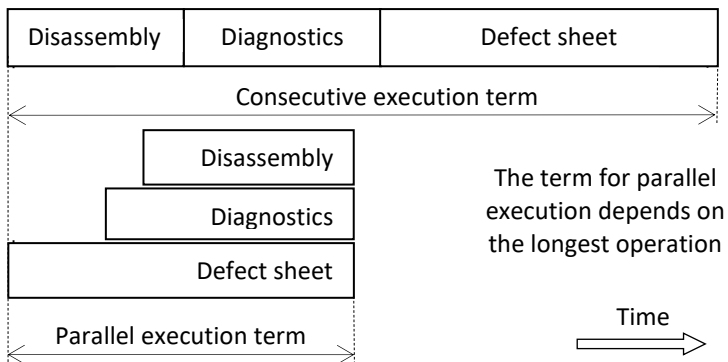 Disassembly
Diagnostics
Defect sheet
Consecutive execution term
Disassembly
Diagnostics
Defect sheet
Parallel execution term
The term for parallel
execution depends on
the longest operation
Time